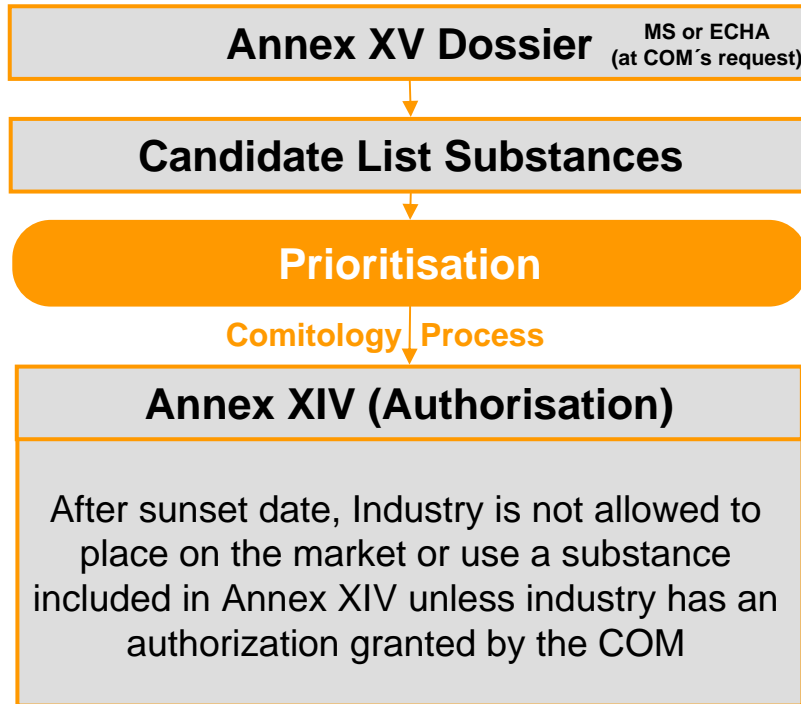 Annex XV Dossier
MS or ECHA
(at COM´s request)
Candidate List Substances
Prioritisation
Comitology Process
Annex XIV (Authorisation)
After sunset date, Industry is not allowed to
place on the market or use a substance
included in Annex XIV unless industry has an
authorization granted by the COM